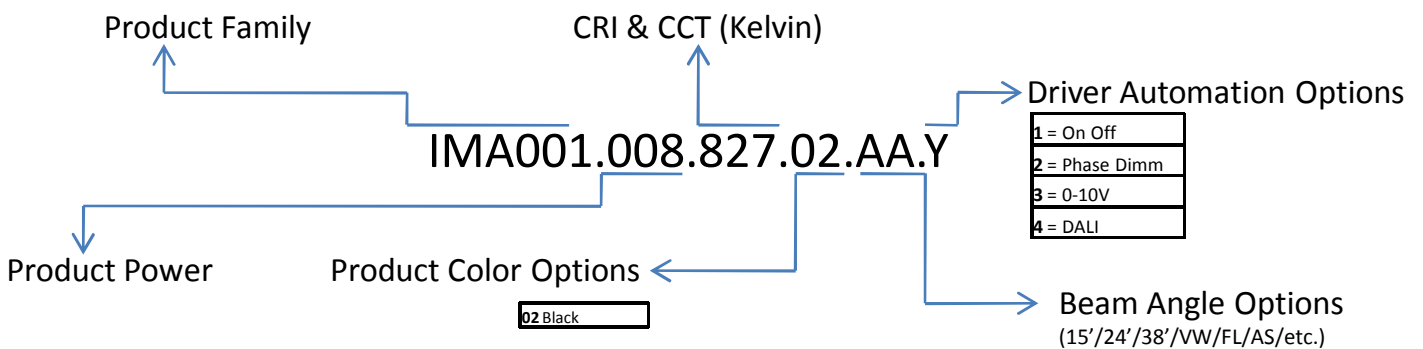 Product Family
CRI & CCT (Kelvin)
Driver Automation Options
1 = On Off
2 = Phase Dimm
3 = 0-10V
4 = DALI
IMA001.008.827.02.AA.Y
Product Power
Product Color Options
02 Black
Beam Angle Options
(15’/24’/38’/VW/FL/AS/etc.)